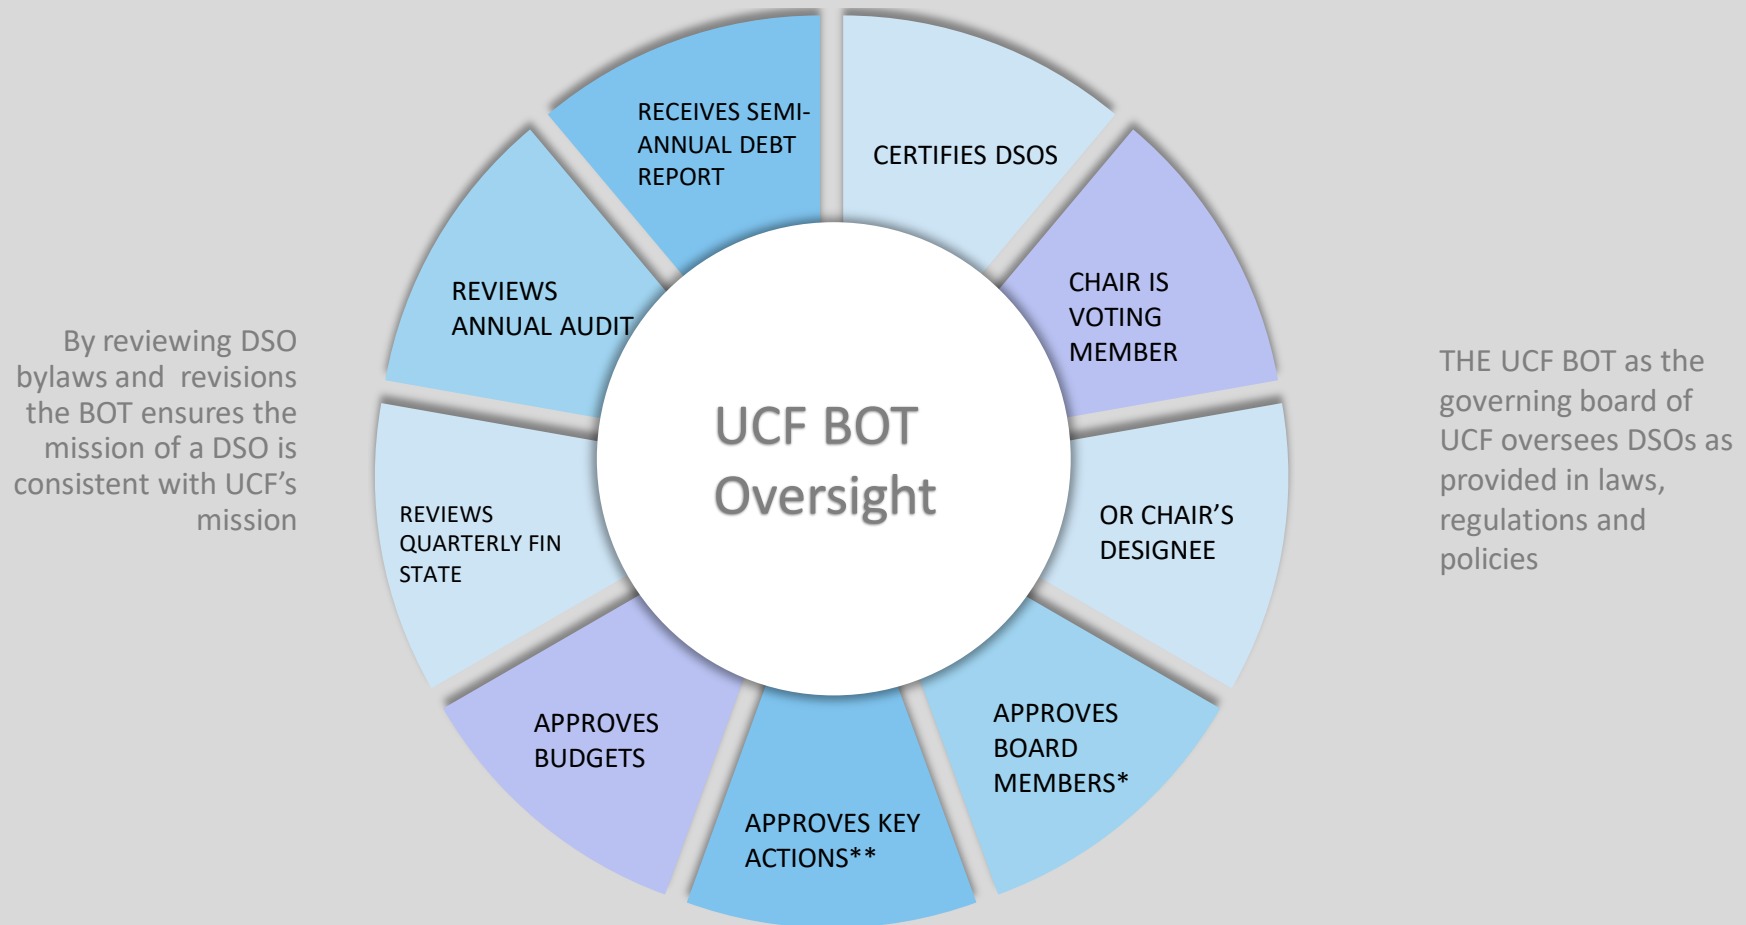 RECEIVES SEMI-
ANNUAL DEBT
REPORT
CERTIFIES DSOS
CHAIR IS
VOTING
MEMBER
OR CHAIR’S
DESIGNEE
APPROVES
BOARD
MEMBERS*
APPROVES KEY
ACTIONS**
APPROVES
BUDGETS
REVIEWS
QUARTERLY FIN
STATE
REVIEWS
ANNUAL AUDIT
UCF BOT
Oversight
By reviewing DSO
bylaws and  revisions
the BOT ensures the
mission of a DSO is
consistent with UCF’s
mission
THE UCF BOT as the
governing board of
UCF oversees DSOs as
provided in laws,
regulations and
policies